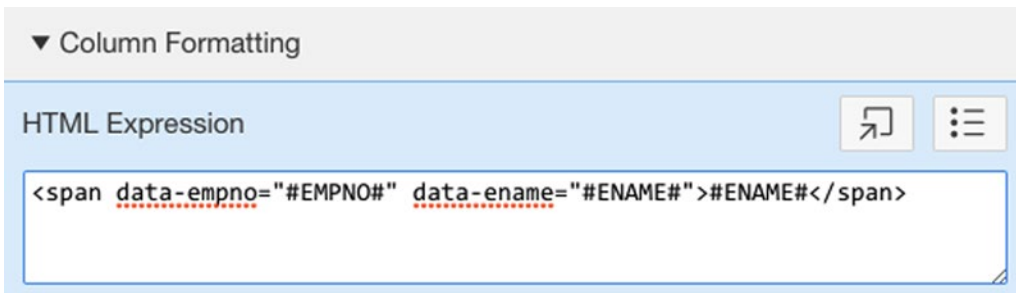 Column Formatting
HTML Expression
<span data-empno="#EMPNO#" data-ename="#ENAME#">#ENAME#</span>